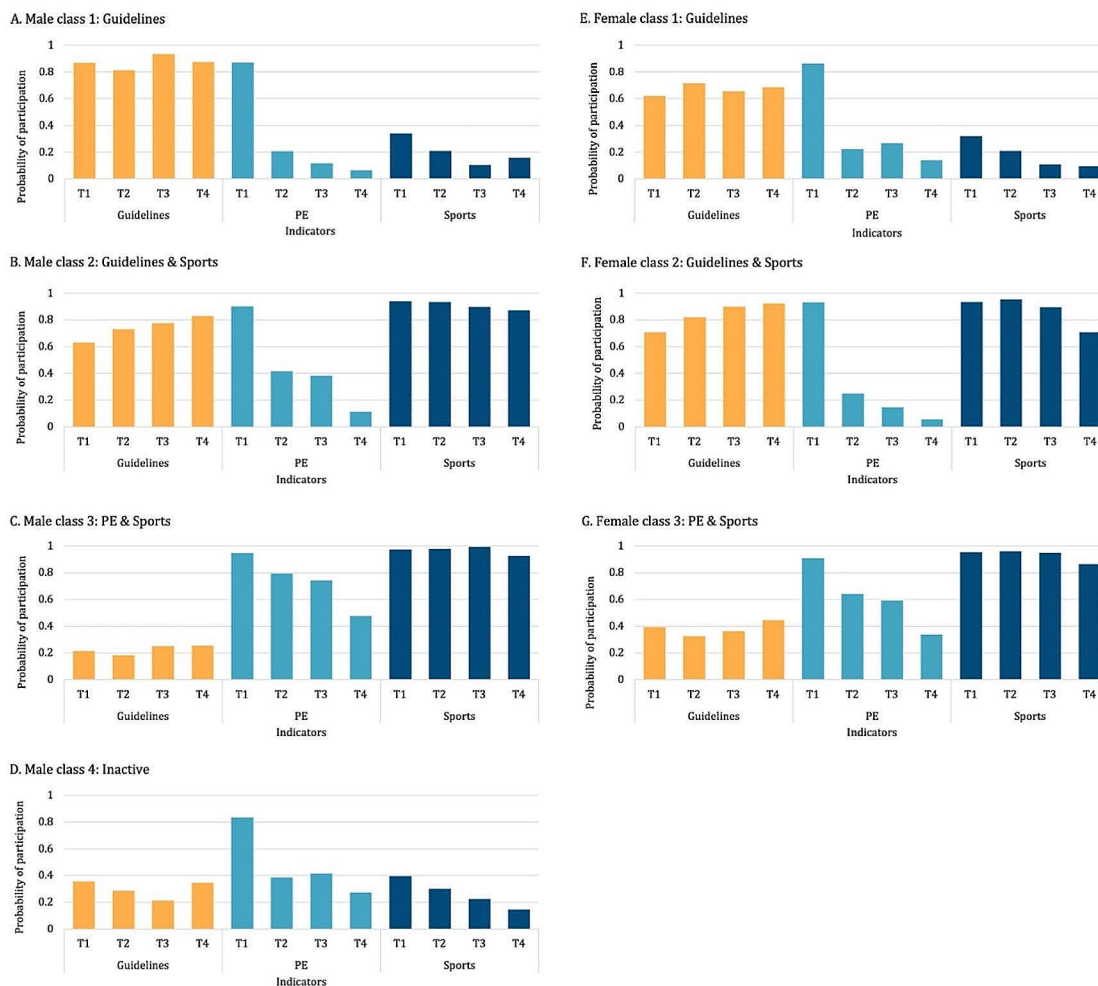 A. Male class 1: Guidelines
Probability of participation
1
0.8
0.6
0.4
0.2
0
T1 T2 T3 T4 T1 T2 T3 T4 T1 T2 T3 T4
Guidelines PE Sports
Indicators
B. Male class 2: Guidelines & Sports
Probability of participation
1
0.8
0.6
0.4
0.2
0
T1 T2 T3 T4 T1 T2 T3 T4 T1 T2 T3 T4
Guidelines PE Sports
Indicators
C. Male class 3: PE & Sports
Probability of participation
1
0.8
0.6
0.4
0.2
0
T1 T2 T3 T4 T1 T2 T3 T4 T1 T2 T3 T4
Guidelines PE Sports
Indicators
D. Male class 4: Inactive
Probability of participation
1
0.8
0.6
0.4
0.2
0
T1 T2 T3 T4 T1 T2 T3 T4 T1 T2 T3 T4
Guidelines PE Sports
Indicators
E. Female class 1: Guidelines
Probability of participation
1
0.8
0.6
0.4
0.2
0
T1 T2 T3 T4 T1 T2 T3 T4 T1 T2 T3 T4
Guidelines PE Sports
Indicators
F. Female class 2: Guidelines & Sports
Probability of participation
1
0.8
0.6
0.4
0.2
0
T1 T2 T3 T4 T1 T2 T3 T4 T1 T2 T3 T4
Guidelines PE Sports
Indicators
G. Female class 3: PE & Sports
Probability of participation
1
0.8
0.6
0.4
0.2
0
T1 T2 T3 T4 T1 T2 T3 T4 T1 T2 T3 T4
Guidelines PE Sports
Indicators